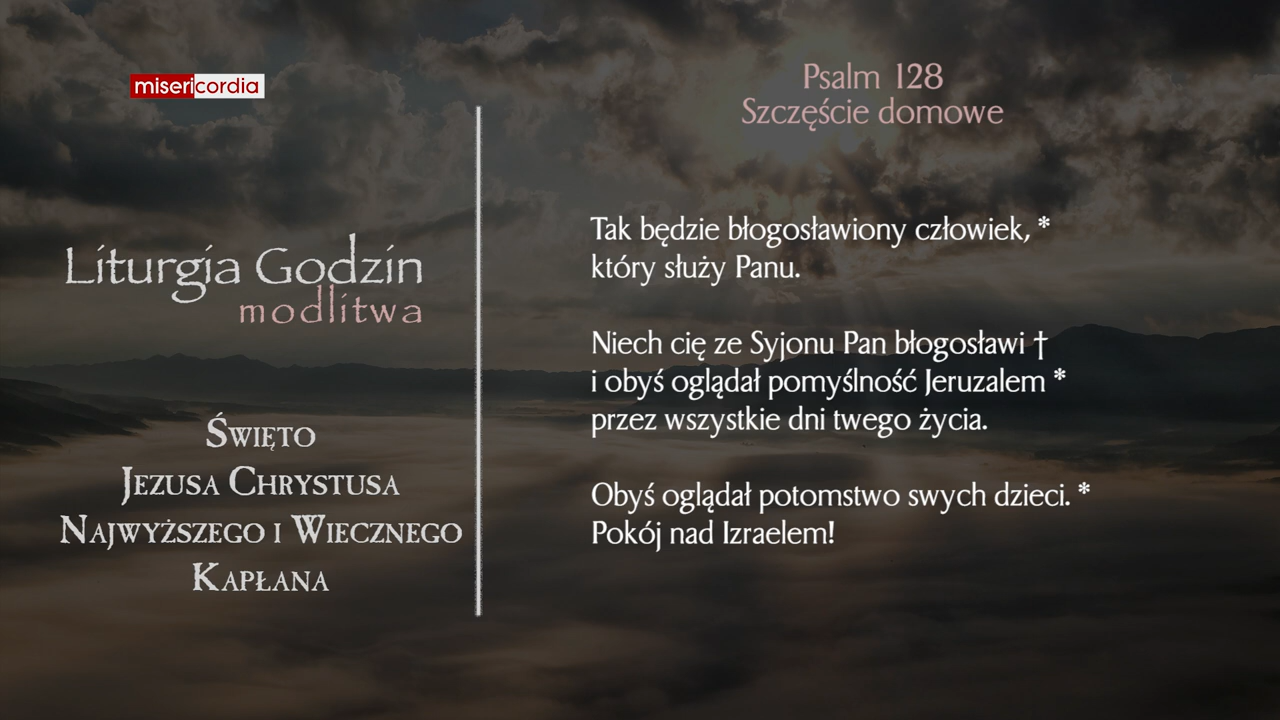 misericordia
Liturgia Godzin
modlitwa
Święto
Jezusa Chrystusa
Najwyższego i Wiecznego
Kapłana
Psalm 128
Szczęście domowe
Tak będzie błogosławiony człowiek, *
który służy Panu.
Niech cię ze Syjonu Pan błogosławi †
i obyś oglądał pomyślność Jeruzalem *
przez wszystkie dni twego życia.
Obyś oglądał potomstwo swych dzieci. *
Pokój nad Izraelem!